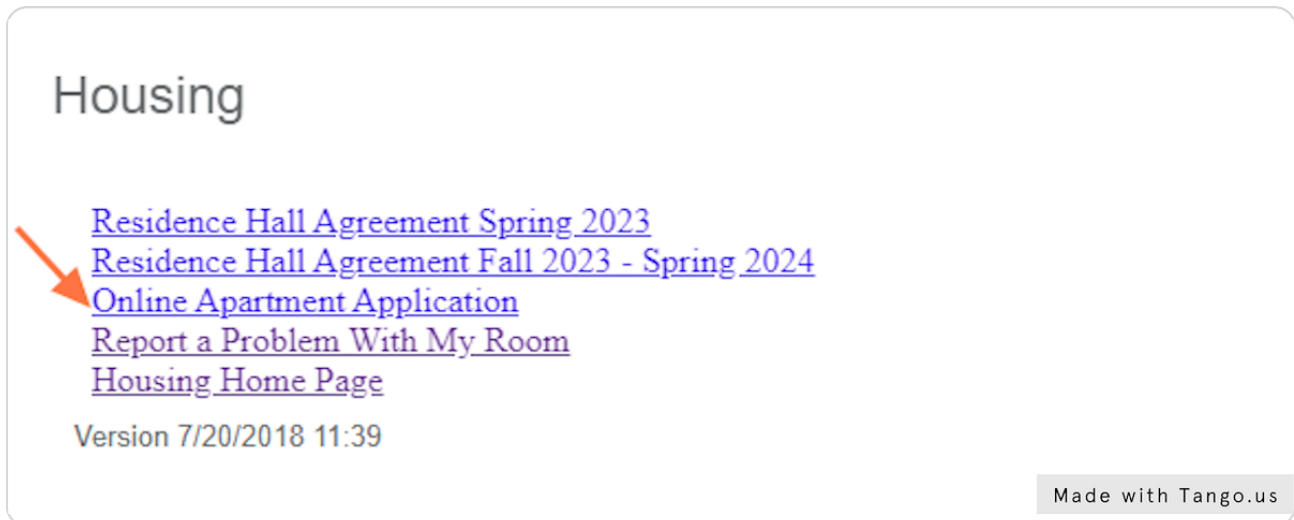 Housing
Residence Hall Agreement Spring 2023
Residence Hall Agreement Fall 2023 - Spring 2024
Online Apartment Application
Report a Problem With My Room
Housing Home Page
Version 7/20/2018 11:39
Made with Tango.us